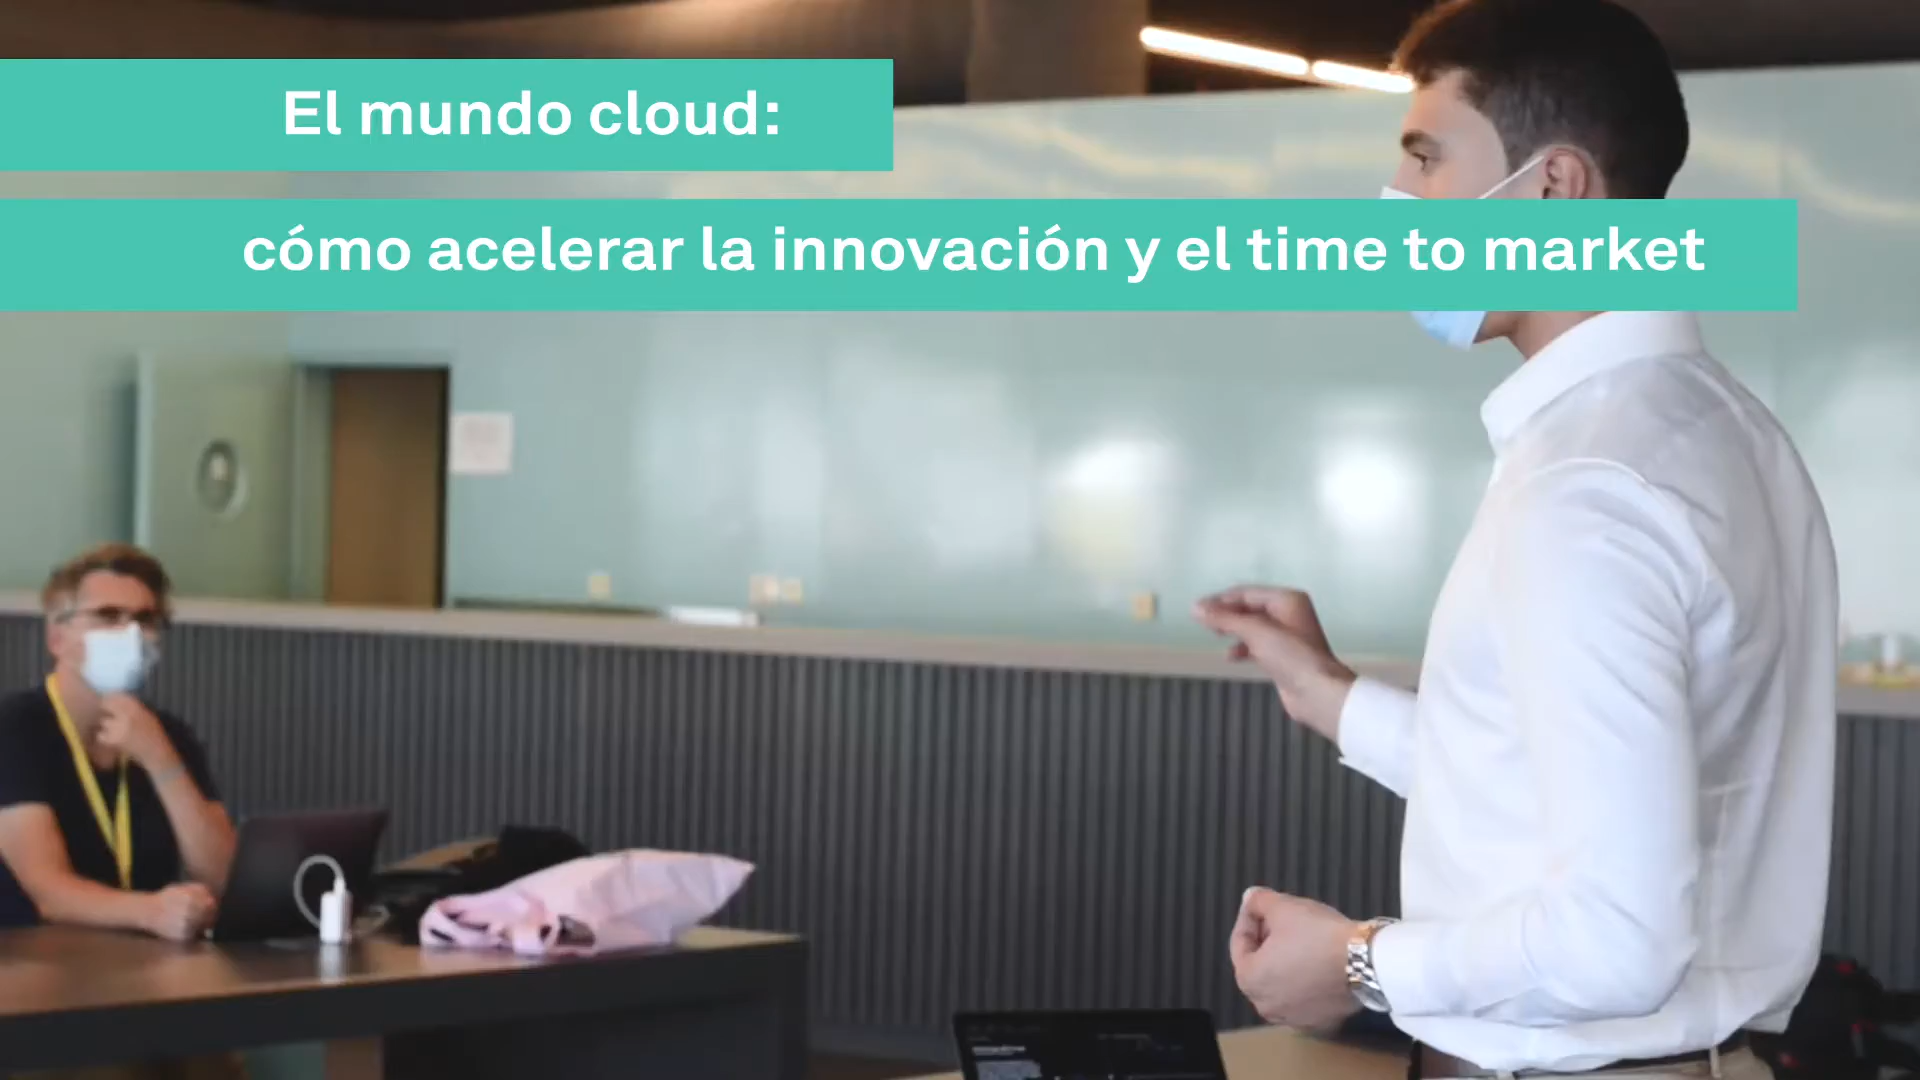 El mundo cloud:
cómo acelerar la innovación y el time to market